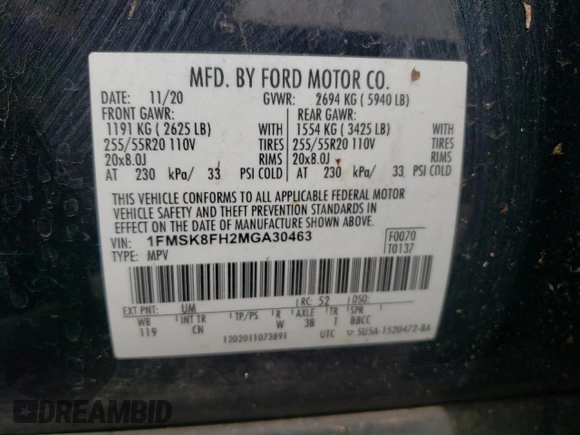 MFD. BY FORD MOTOR CO.
DATE: 11/20 GVWR: 2694 KG ( 5940 LB)
FRONT GAWR: REAR GAWR:
1191 KG ( 2625 LB) WITH 1554 KG ( 3425 LB) WITH
255/55R20 110V TIRES 255/55R20 110V TIRES
20x8.0J RIMS 20x8.0J RIMS
AT 230 kPa/ 33 PSI COLD AT 230 kPa/ 33 PSI COLD
THIS VEHICLE CONFORMS TO ALL APPLICABLE FEDERAL MOTOR
VEHICLE SAFETY AND THEFT PREVENTION STANDARDS IN
EFFECT ON THE DATE OF MANUFACTURE SHOWN ABOVE.
VIN: 1FMSK8FH2MGA30463 F0070
TYPE: MPV T0137
EXT PNT: UM RC: 52 DSO:
WB INT TR TP/PS R AXLE TR SPR
119 CN W 3B T BBCC
1202011073891 UTC 5U5A-1520472-BA
DREAMBID